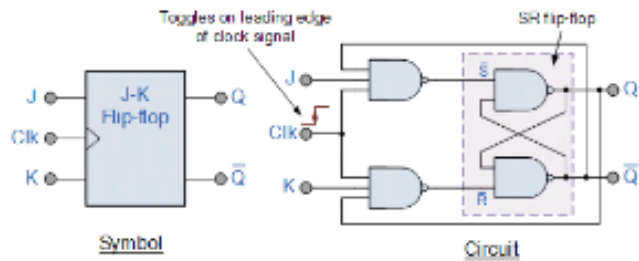 Toggles on leading edge
of clock signal
SR flip-flop
J
J-K
Flip-flop
Q
Clk
K
Q̅
J
Clk
K
S̅
R̅
Q
Q̅
Symbol
Circuit